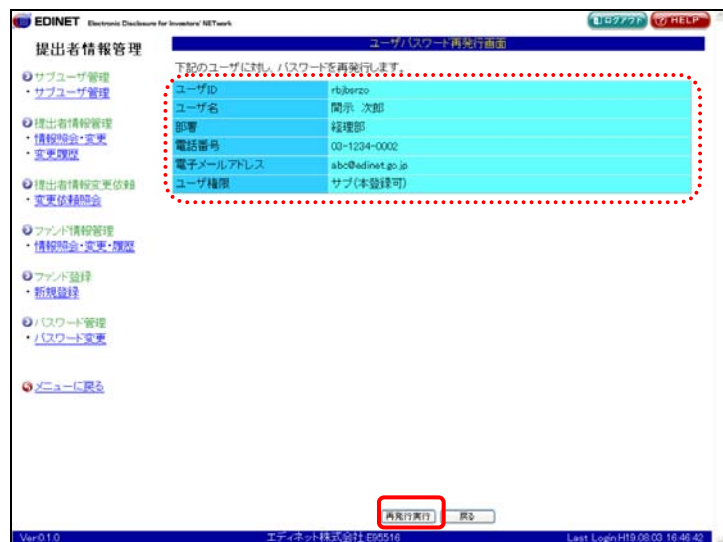 EDINET Electronic Disclosure for Investors' NETwork
ログアウト
HELP
提出者情報管理
ユーザパスワード再発行画面
下記のユーザに対し、パスワードを再発行します。
サブユーザ管理
・サブユーザ管理
提出者情報管理
・情報照会・変更
・変更履歴
提出者情報変更依頼
・変更依頼照会
ファンド情報管理
・情報照会・変更・履歴
ファンド登録
・新規登録
パスワード管理
・パスワード変更
メニューに戻る
ユーザID rbjbsrzo
ユーザ名 開示 次郎
部署 経理部
電話番号 03-1234-0002
電子メールアドレス abc@edinet.go.jp
ユーザ権限 サブ(本登録可)
再発行実行 戻る
Ver0.1.0 エディネット株式会社 E95516 Last Login H19.08.03 16:46:42